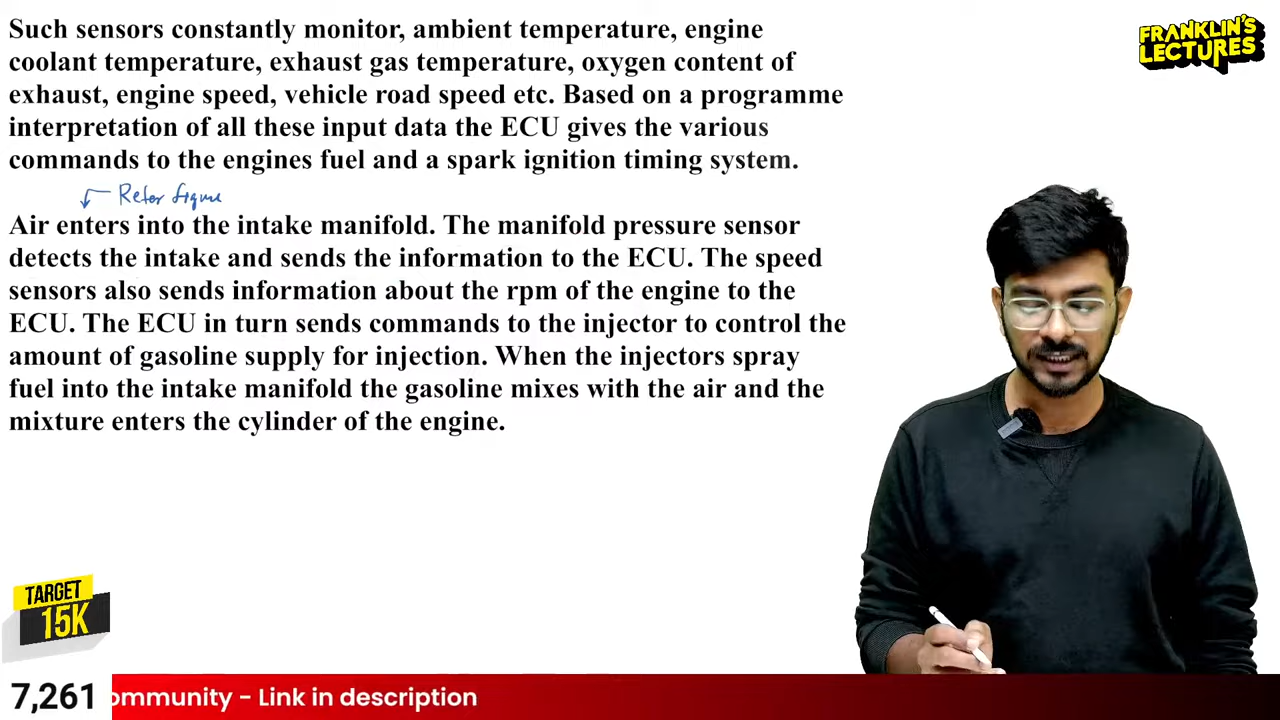 Such sensors constantly monitor, ambient temperature, engine
coolant temperature, exhaust gas temperature, oxygen content of
exhaust, engine speed, vehicle road speed etc. Based on a programme
interpretation of all these input data the ECU gives the various
commands to the engines fuel and a spark ignition timing system.
Refer figure
Air enters into the intake manifold. The manifold pressure sensor
detects the intake and sends the information to the ECU. The speed
sensors also sends information about the rpm of the engine to the
ECU. The ECU in turn sends commands to the injector to control the
amount of gasoline supply for injection. When the injectors spray
fuel into the intake manifold the gasoline mixes with the air and the
mixture enters the cylinder of the engine.
FRANKLIN'S
LECTURES
TARGET
15K
7,261 ommunity - Link in description